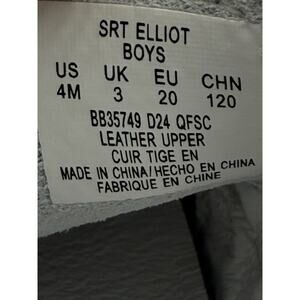 SRT ELLIOT
BOYS
US UK EU CHN
4M 3 20 120
BB35749 D24 QFSC
LEATHER UPPER
CUIR TIGE EN
MADE IN CHINA/HECHO EN CHINA
FABRIQUE EN CHINE